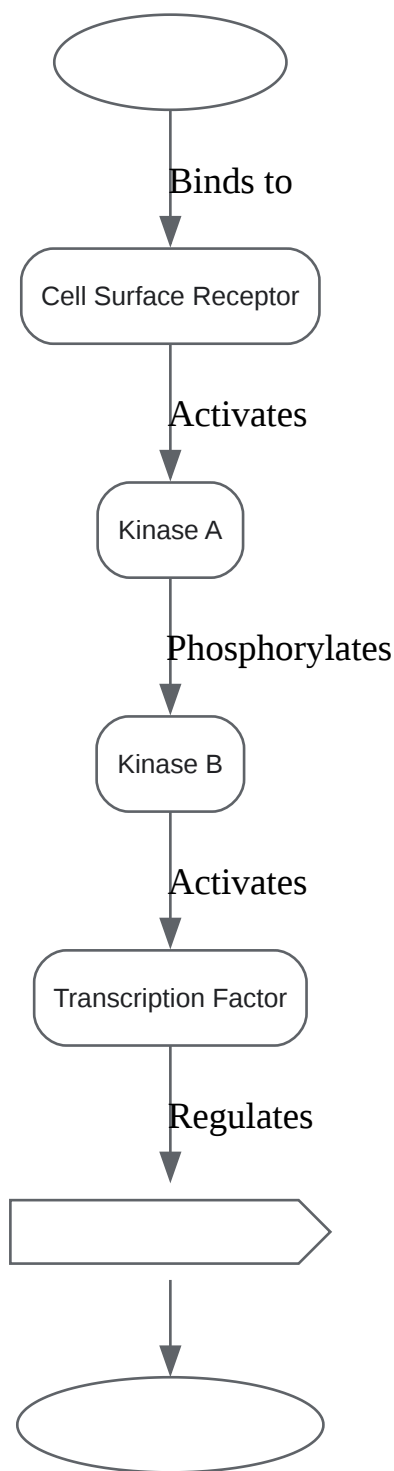 Binds to
Cell Surface Receptor
Activates
Kinase A
Phosphorylates
Kinase B
Activates
Transcription Factor
Regulates